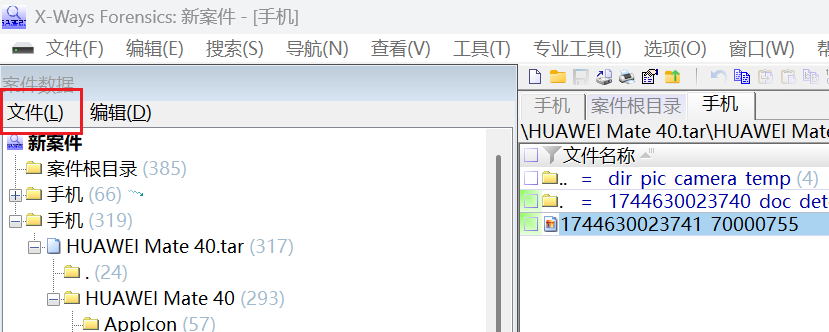 X-Ways Forensics: 新案件 - [手机]
文件(F) 编辑(E) 搜索(S) 导航(N) 查看(V) 工具(T) 专业工具(I) 选项(O) 窗口(W) 帮助
案件数据
文件(L) 编辑(D)
新案件
案件根目录 (385)
手机 (66)
手机 (319)
HUAWEI Mate 40.tar (317)
. (24)
HUAWEI Mate 40 (293)
AppIcon (57)
手机 案件根目录 手机
\HUAWEI Mate 40.tar\HUAWEI Mate
文件名称
.. = dir pic camera temp (4)
. = 1744630023740 doc det
1744630023741 70000755